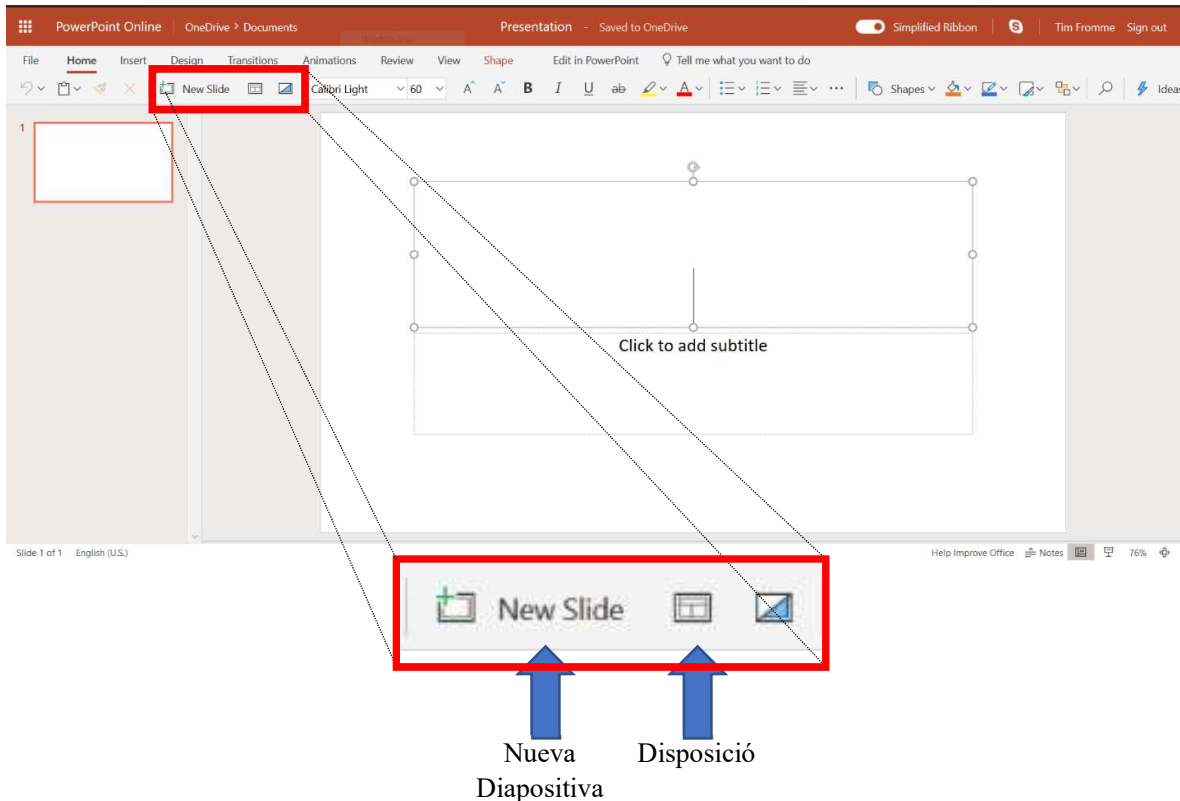 PowerPoint Online OneDrive > Documents Presentation - Saved to OneDrive Simplified Ribbon Tim Fromme Sign out
File Home Insert Design Transitions Animations Review View Shape Edit in PowerPoint Tell me what you want to do
New Slide Calibri Light 60 A A B I U ab A Shapes Ideas
1
Click to add subtitle
Slide 1 of 1 English (U.S.) Help Improve Office Notes 76%
New Slide
Nueva Disposició
Diapositiva